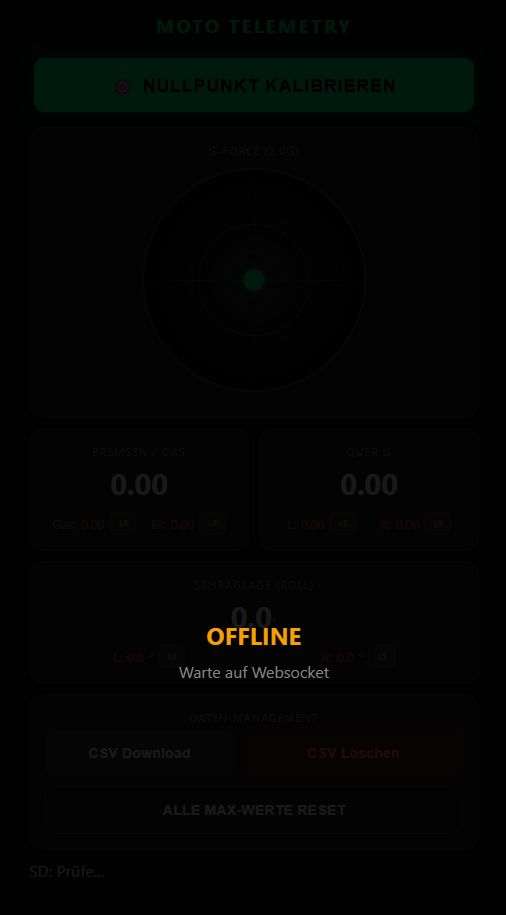 MOTO TELEMETRY
NULLPUNKT KALIBRIEREN
G-FORCE (2.0G)
BREMSEN / GAS
0.00
Gas: 0.00 ↺ Br: 0.00 ↺
QUER G
0.00
L: 0.00 ↺ R: 0.00 ↺
SCHRÄGLAGE (ROLL)
0.0
OFFLINE
L: 0.0 ° ↺ R: 0.0 ° ↺
Warte auf Websocket
DATEN MANAGEMENT
CSV Download
CSV Löschen
ALLE MAX-WERTE RESET
SD: Prüfe...